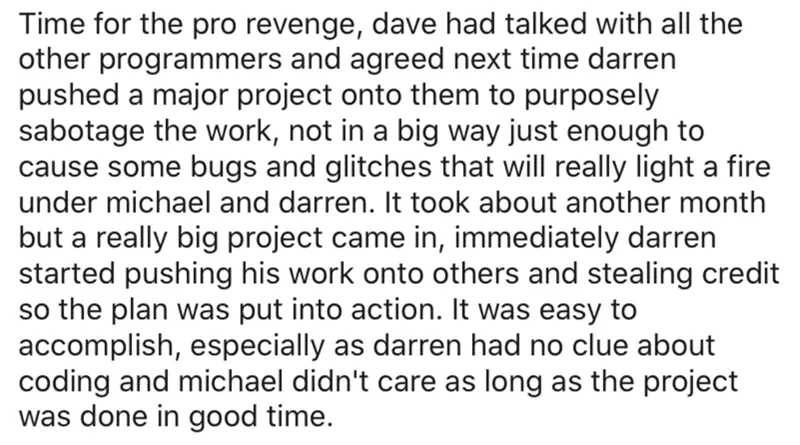 Time for the pro revenge, dave had talked with all the
other programmers and agreed next time darren
pushed a major project onto them to purposely
sabotage the work, not in a big way just enough to
cause some bugs and glitches that will really light a fire
under michael and darren. It took about another month
but a really big project came in, immediately darren
started pushing his work onto others and stealing credit
so the plan was put into action. It was easy to
accomplish, especially as darren had no clue about
coding and michael didn't care as long as the project
was done in good time.